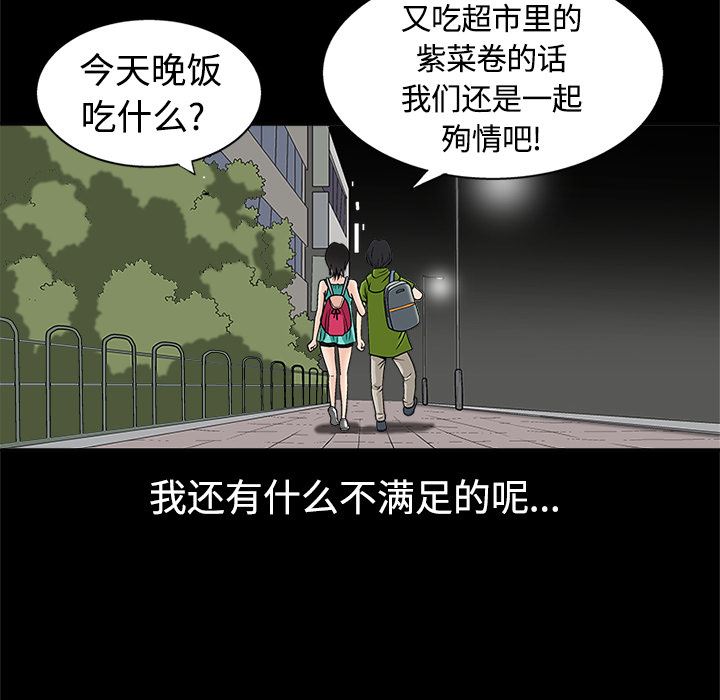 今天晚饭
吃什么?
又吃超市里的
紫菜卷的话
我们还是一起
殉情吧!
我还有什么不满足的呢...